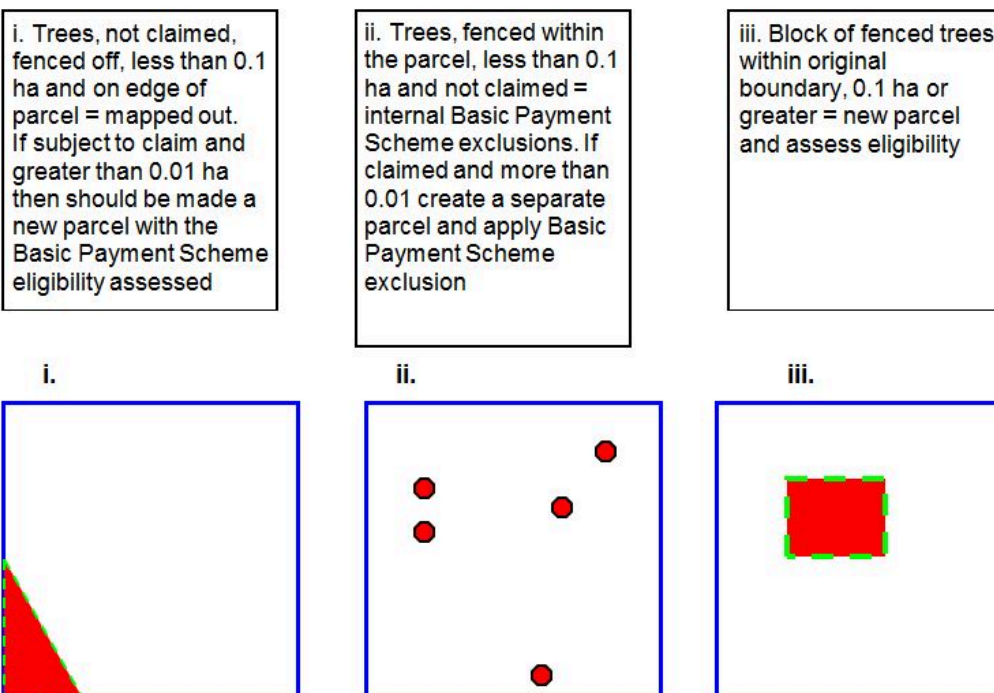 i. Trees, not claimed,
fenced off, less than 0.1
ha and on edge of
parcel = mapped out.
If subject to claim and
greater than 0.01 ha
then should be made a
new parcel with the
Basic Payment Scheme
eligibility assessed
ii. Trees, fenced within
the parcel, less than 0.1
ha and not claimed =
internal Basic Payment
Scheme exclusions. If
claimed and more than
0.01 create a separate
parcel and apply Basic
Payment Scheme
exclusion
iii. Block of fenced trees
within original
boundary, 0.1 ha or
greater = new parcel
and assess eligibility
i.
ii.
iii.